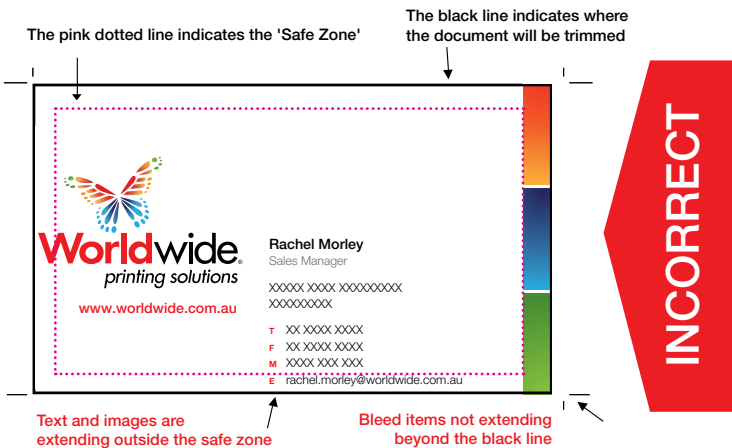 The black line indicates where
the document will be trimmed
The pink dotted line indicates the 'Safe Zone'
INCORRECT
Worldwide®
printing solutions
www.worldwide.com.au
Rachel Morley
Sales Manager
XXXXX XXXX XXXXXXXXX
XXXXXXXXX
T XX XXXX XXXX
F XX XXXX XXXX
M XXXX XXX XXX
E rachel.morley@worldwide.com.au
Text and images are
extending outside the safe zone
Bleed items not extending
beyond the black line